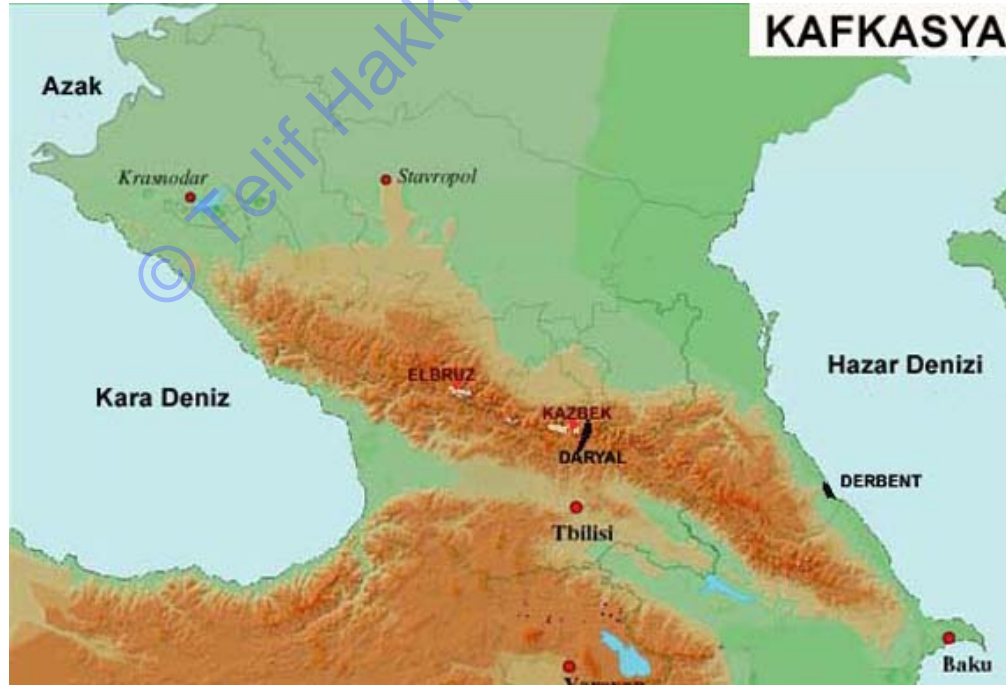 KAFKASYA
Azak
Krasnodar
Stavropol
© Telif Hakkı
Hazar Denizi
ELBRUZ
Kara Deniz
KAZBEK
DARYAL
DERBENT
Tbilisi
Baku